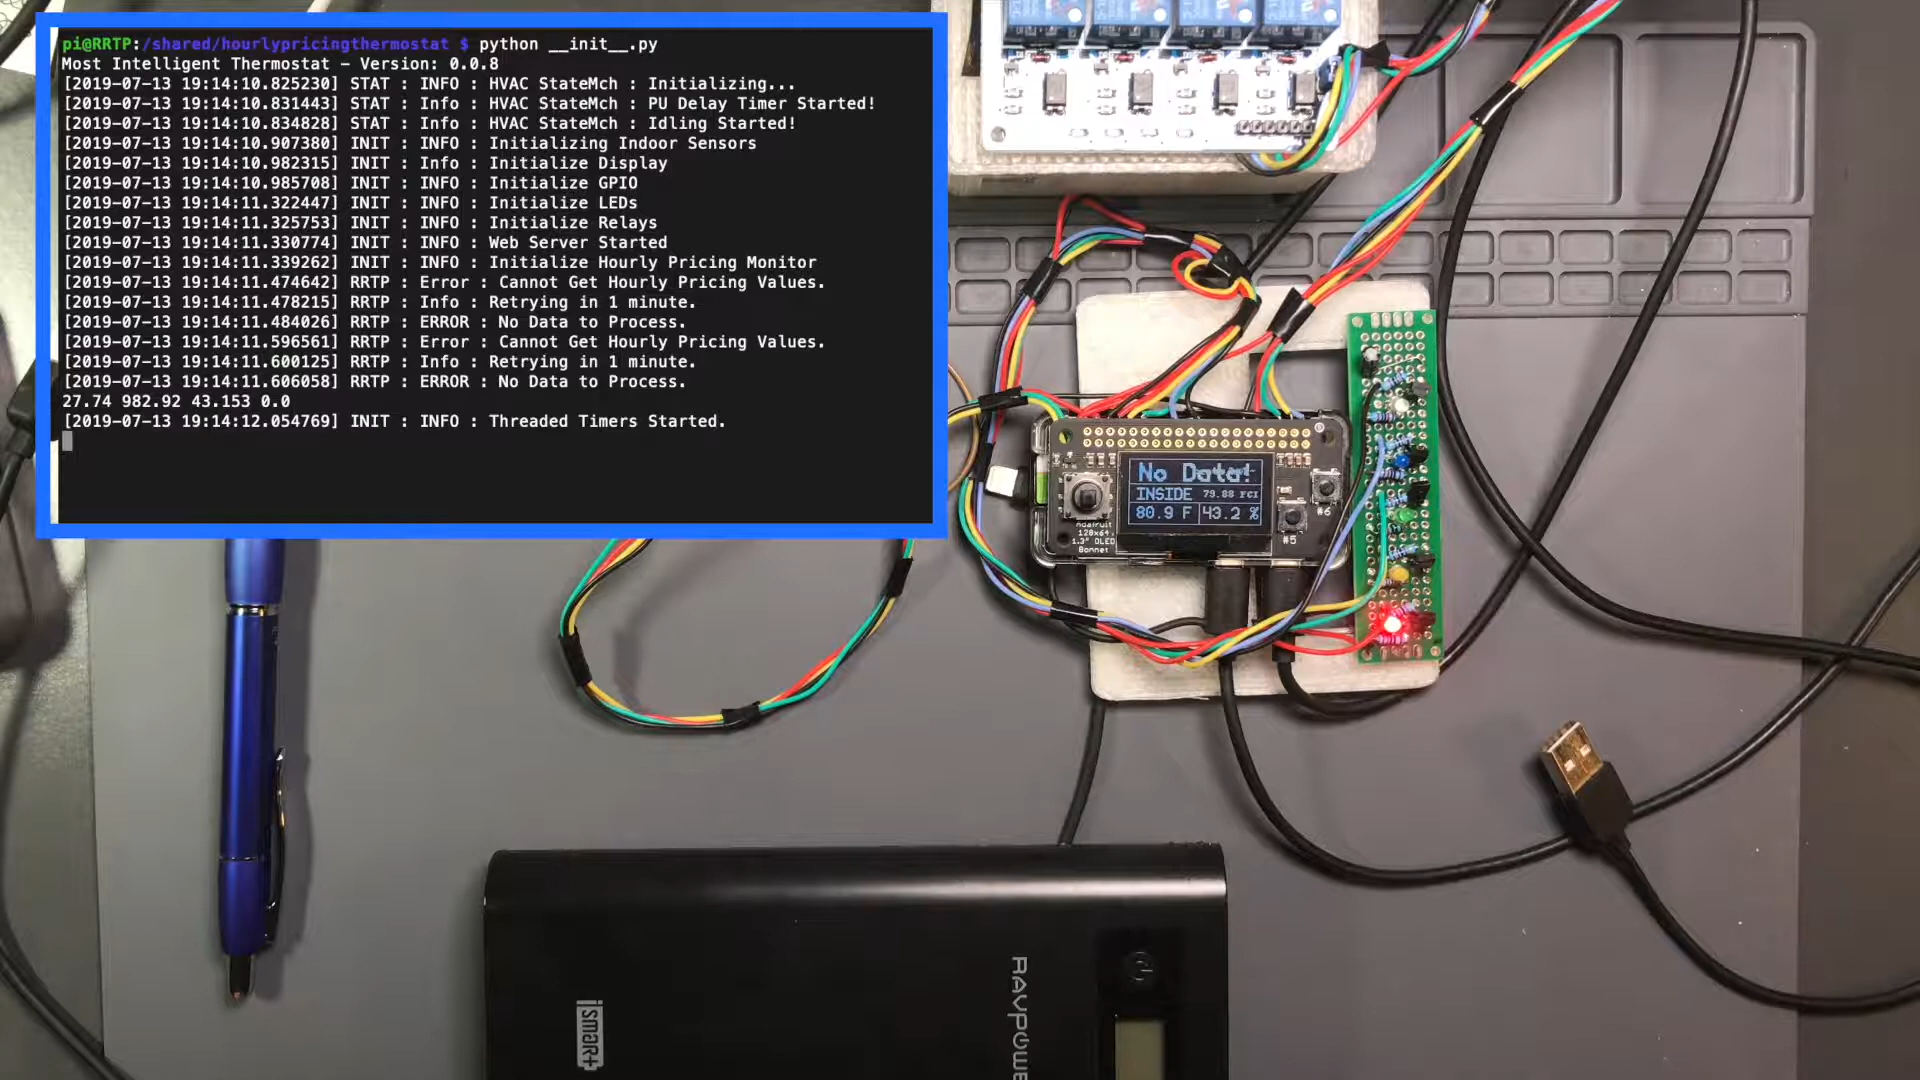 pi@RRTP:/shared/hourlypricingthermostat $ python __init__.py
Most Intelligent Thermostat - Version: 0.0.8
[2019-07-13 19:14:10.825230] STAT : INFO : HVAC StateMch : Initializing...
[2019-07-13 19:14:10.831443] STAT : Info : HVAC StateMch : PU Delay Timer Started!
[2019-07-13 19:14:10.834828] STAT : Info : HVAC StateMch : Idling Started!
[2019-07-13 19:14:10.907380] INIT : INFO : Initializing Indoor Sensors
[2019-07-13 19:14:10.982315] INIT : Info : Initialize Display
[2019-07-13 19:14:10.985708] INIT : INFO : Initialize GPIO
[2019-07-13 19:14:11.322447] INIT : INFO : Initialize LEDs
[2019-07-13 19:14:11.325753] INIT : INFO : Initialize Relays
[2019-07-13 19:14:11.330774] INIT : INFO : Web Server Started
[2019-07-13 19:14:11.339262] INIT : INFO : Initialize Hourly Pricing Monitor
[2019-07-13 19:14:11.474642] RRTP : Error : Cannot Get Hourly Pricing Values.
[2019-07-13 19:14:11.478215] RRTP : Info : Retrying in 1 minute.
[2019-07-13 19:14:11.484026] RRTP : ERROR : No Data to Process.
[2019-07-13 19:14:11.596561] RRTP : Error : Cannot Get Hourly Pricing Values.
[2019-07-13 19:14:11.600125] RRTP : Info : Retrying in 1 minute.
[2019-07-13 19:14:11.606058] RRTP : ERROR : No Data to Process.
27.74 982.92 43.153 0.0
[2019-07-13 19:14:12.054769] INIT : INFO : Threaded Timers Started.
No Data!
INSIDE
80.9 F 43.2 %
#6
#5
Adafruit
128x64
1.3" OLED
Bonnet
iSmart
RAVPOWE